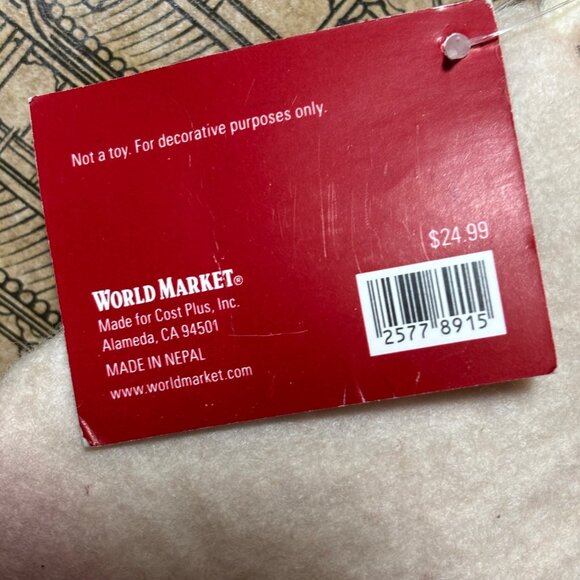 Not a toy. For decorative purposes only.
$24.99
WORLD MARKET®
Made for Cost Plus, Inc.
Alameda, CA 94501
MADE IN NEPAL
www.worldmarket.com
2577 8915